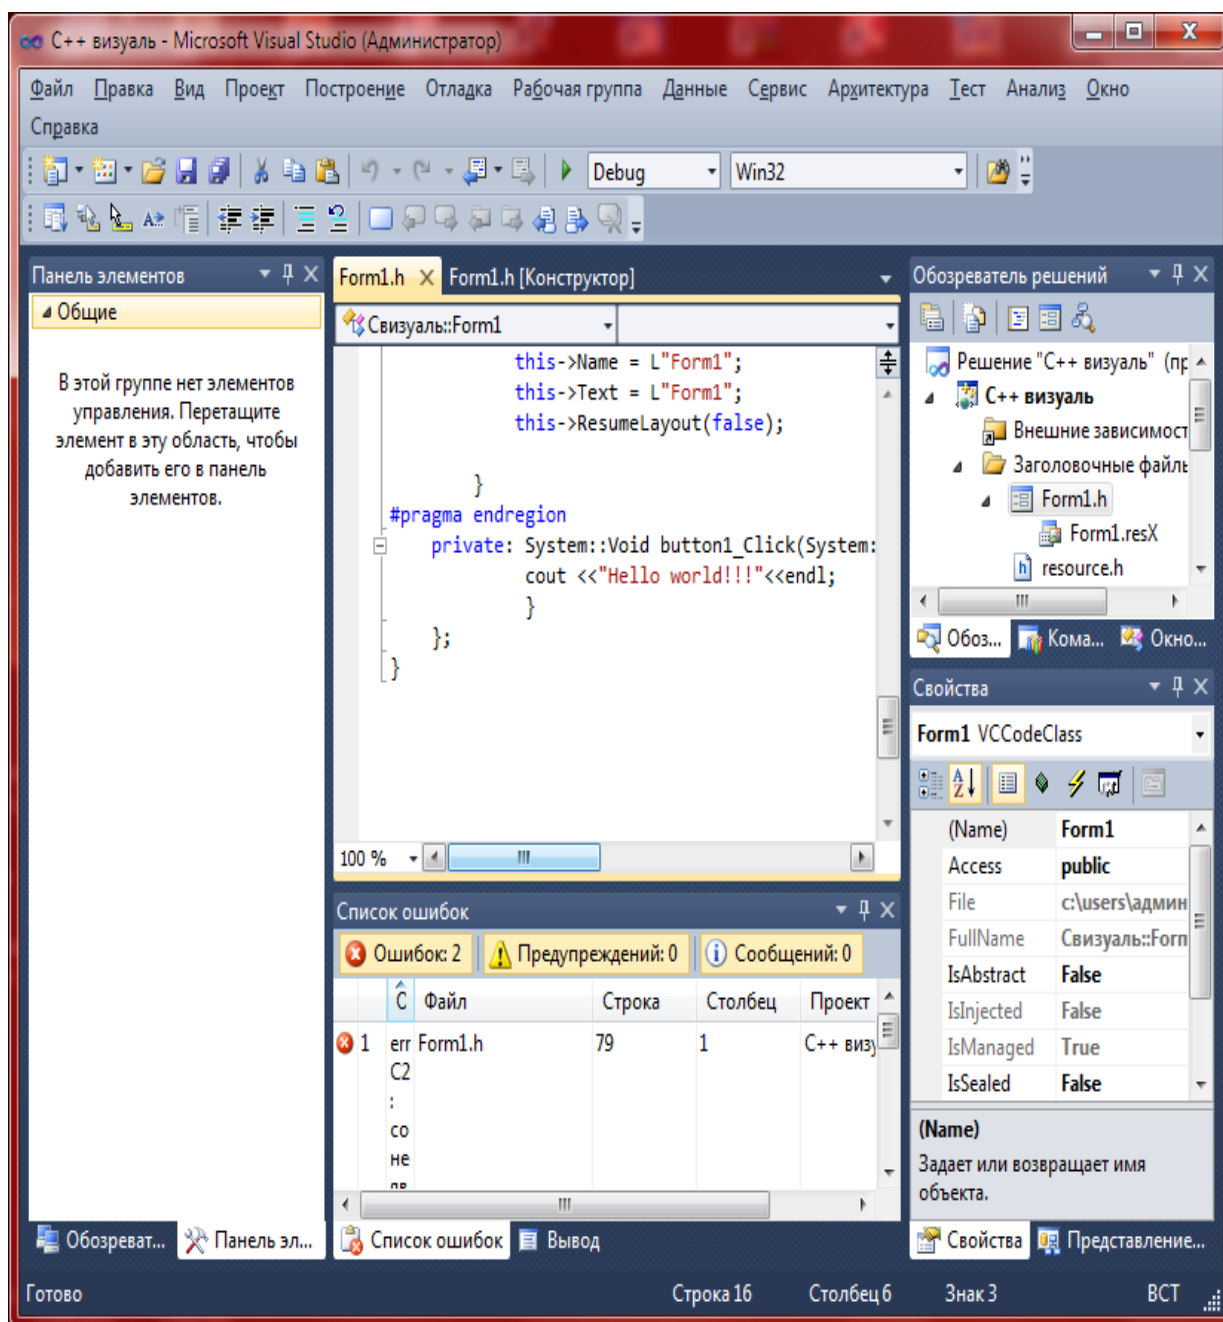 С++ визуаль - Microsoft Visual Studio (Администратор)
Файл Правка Вид Проект Построение Отладка Рабочая группа Данные Сервис Архитектура Тест Анализ Окно
Справка
Debug Win32
Панель элементов
Общие
В этой группе нет элементов
управления. Перетащите
элемент в эту область, чтобы
добавить его в панель
элементов.
Обозреват... Панель эл...
Form1.h Form1.h [Конструктор]
Свизуаль::Form1
this->Name = L"Form1";
this->Text = L"Form1";
this->ResumeLayout(false);
}
#pragma endregion
private: System::Void button1_Click(System:
cout <<"Hello world!!!"<<endl;
}
};
}
100 %
Список ошибок
Ошибок: 2 Предупреждений: 0 Сообщений: 0
С Файл Строка Столбец Проект
1 err Form1.h 79 1 С++ визу
C2
:
со
не
Список ошибок Вывод
Обозреватель решений
Решение "С++ визуаль" (пр
С++ визуаль
Внешние зависимост
Заголовочные файль
Form1.h
Form1.resX
resource.h
Обоз... Кома... Окно...
Свойства
Form1 VCCodeClass
(Name) Form1
Access public
File c:\users\админ
FullName Свизуаль::Form
IsAbstract False
IsInjected False
IsManaged True
IsSealed False
(Name)
Задает или возвращает имя
объекта.
Свойства Представление...
Готово Строка 16 Столбец 6 Знак 3 ВСТ